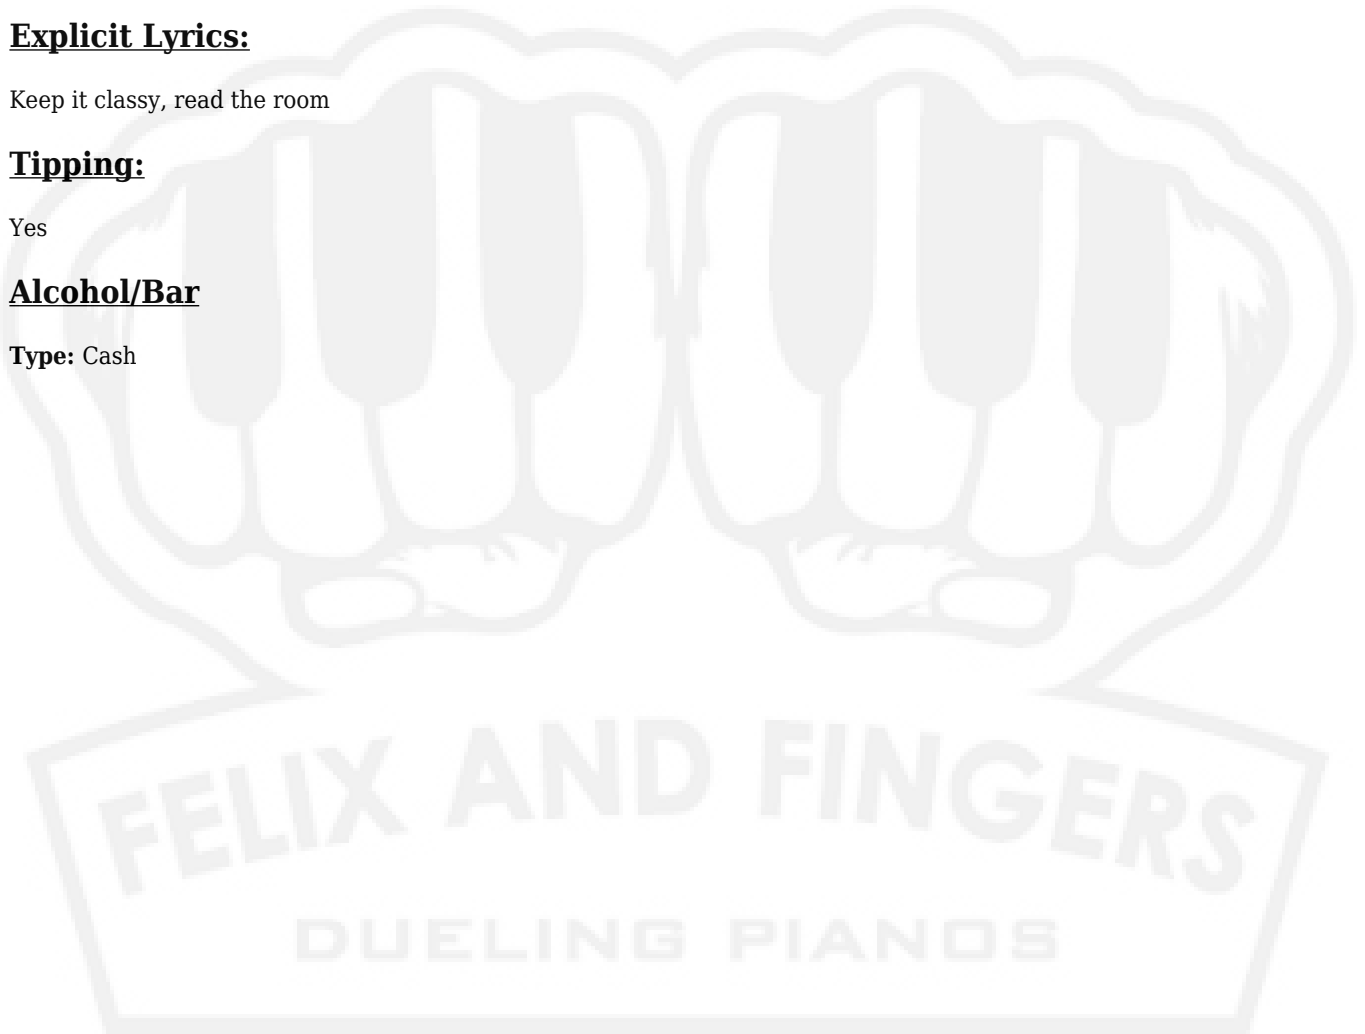 Explicit Lyrics:
Keep it classy, read the room
Tipping:
Yes
Alcohol/Bar
Type: Cash
FELIX AND FINGERS
DUELING PIANOS